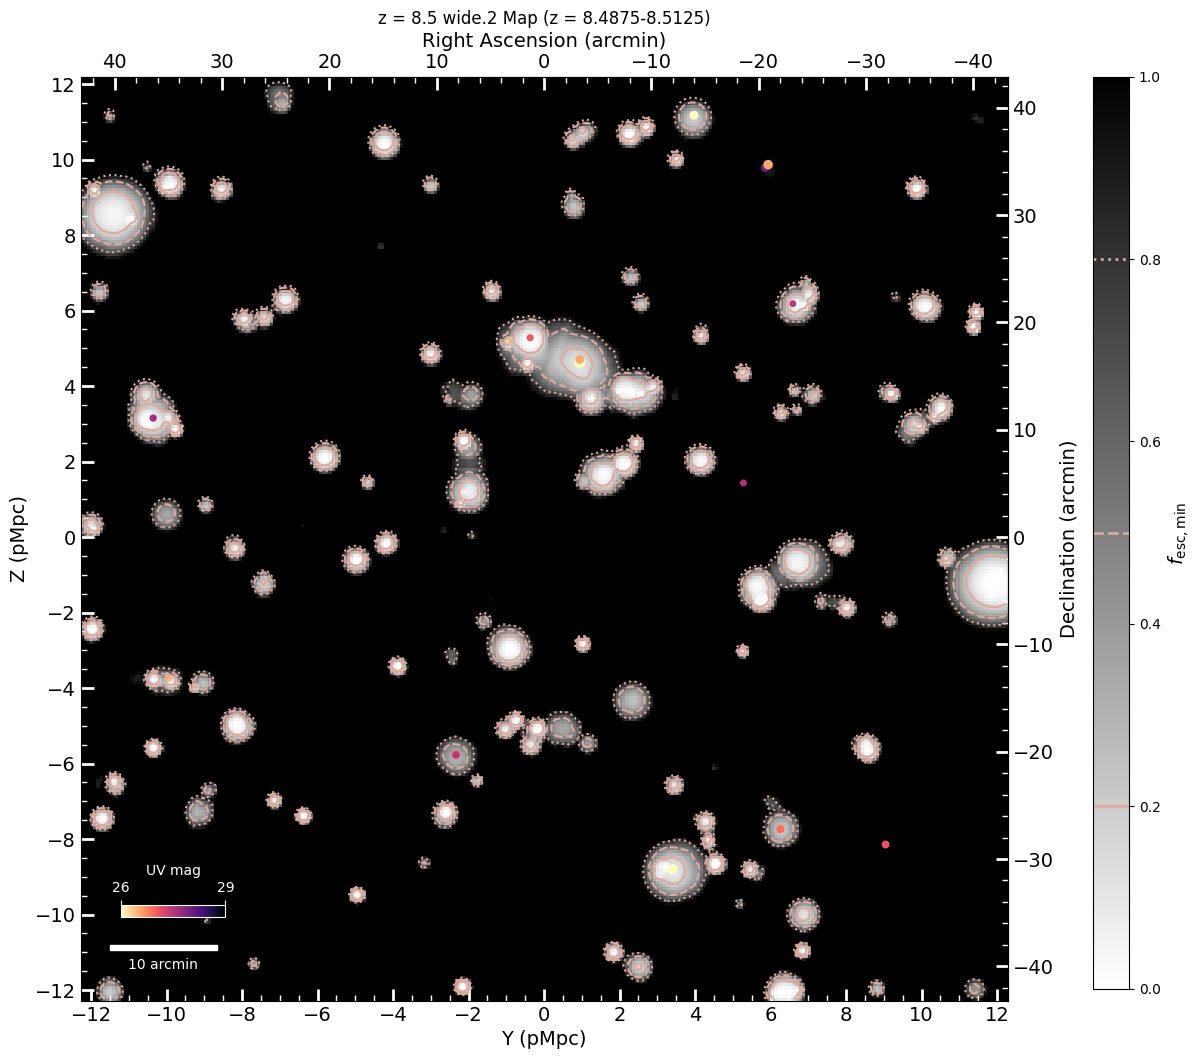 z = 8.5 wide.2 Map (z = 8.4875-8.5125)
Right Ascension (arcmin)
40 30 20 10 0 −10 −20 −30 −40
12 10 8 6 4 2 0 −2 −4 −6 −8 −10 −12
Z (pMpc)
UV mag
26 29
10 arcmin
−12 −10 −8 −6 −4 −2 0 2 4 6 8 10 12
Y (pMpc)
40 30 20 10 0 −10 −20 −30 −40
Declination (arcmin)
1.0 0.8 0.6 0.4 0.2 0.0
fesc,min